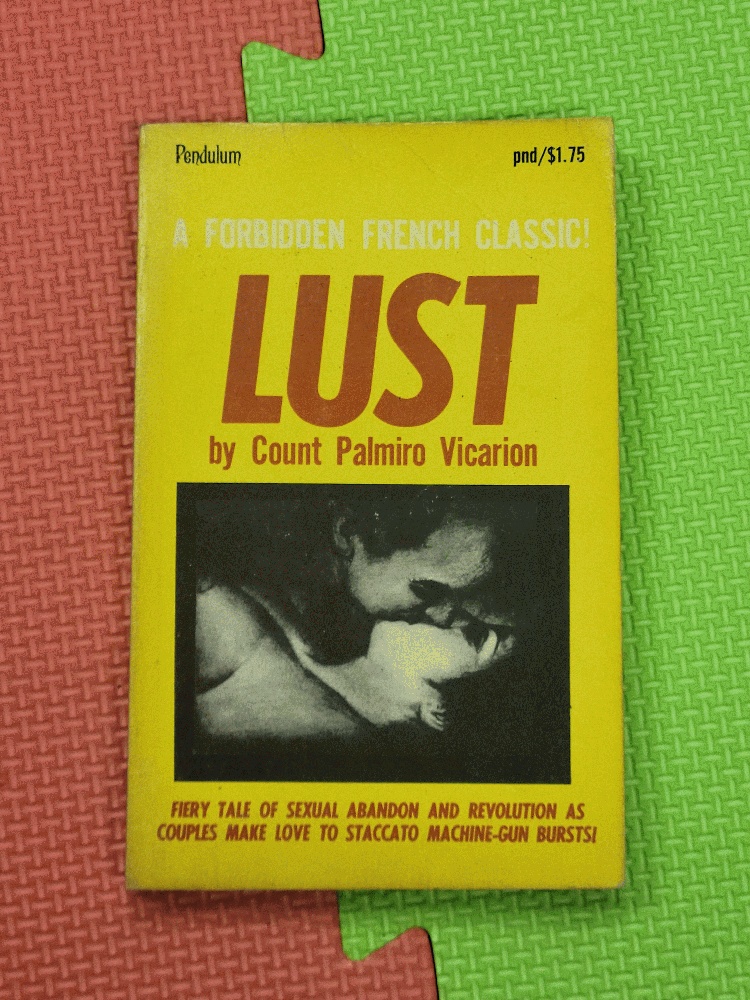 Pendulum
pnd/$1.75
A FORBIDDEN FRENCH CLASSIC!
LUST
by Count Palmiro Vicarion
FIERY TALE OF SEXUAL ABANDON AND REVOLUTION AS
COUPLES MAKE LOVE TO STACCATO MACHINE-GUN BURSTS!